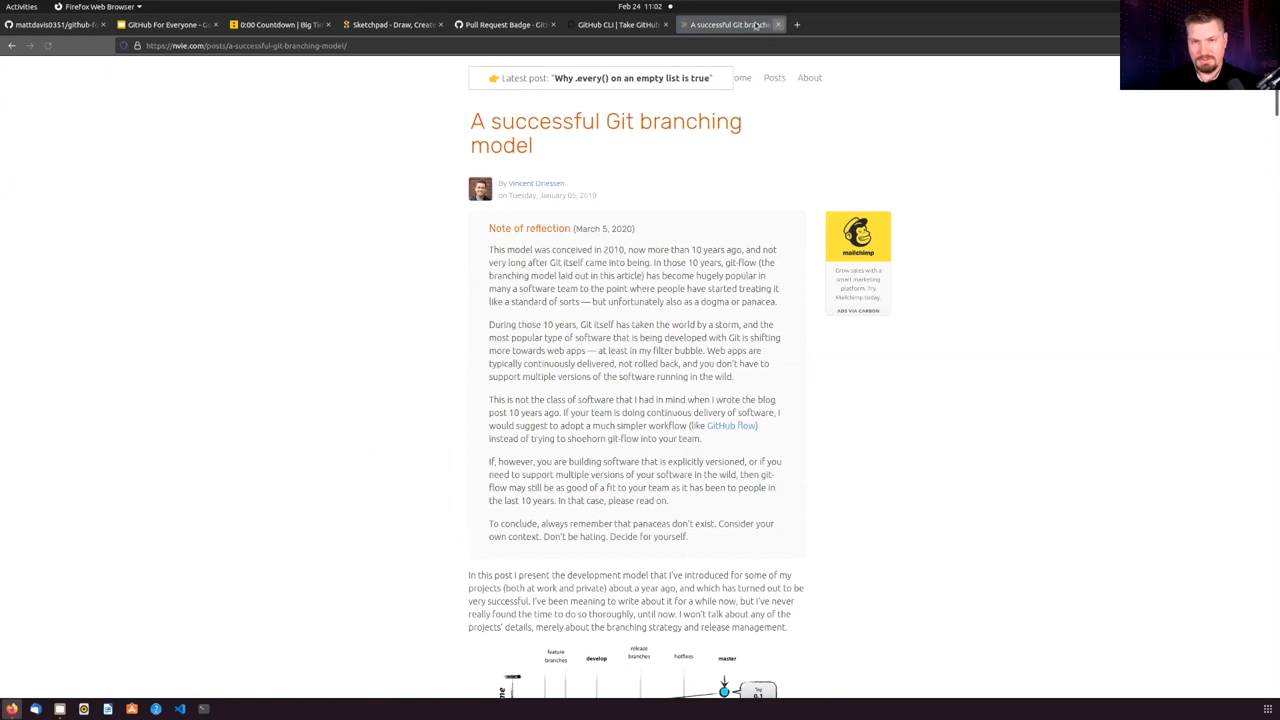 Activities
Firefox Web Browser
Feb 24 11:02
mattdavis0351/github-fo
GitHub For Everyone - Go
0:00 Countdown | Big Tim
Sketchpad - Draw, Create
Pull Request Badge - Git
GitHub CLI | Take GitHub
A successful Git branch
https://nvie.com/posts/a-successful-git-branching-model/
👉 Latest post: "Why .every() on an empty list is true"
ome
Posts
About
A successful Git branching
model
By Vincent Driessen
on Tuesday, January 05, 2010
Note of reflection (March 5, 2020)
This model was conceived in 2010, now more than 10 years ago, and not
very long after Git itself came into being. In those 10 years, git-flow (the
branching model laid out in this article) has become hugely popular in
many a software team to the point where people have started treating it
like a standard of sorts — but unfortunately also as a dogma or panacea.
During those 10 years, Git itself has taken the world by a storm, and the
most popular type of software that is being developed with Git is shifting
more towards web apps — at least in my filter bubble. Web apps are
typically continuously delivered, not rolled back, and you don't have to
support multiple versions of the software running in the wild.
This is not the class of software that I had in mind when I wrote the blog
post 10 years ago. If your team is doing continuous delivery of software, I
would suggest to adopt a much simpler workflow (like GitHub flow)
instead of trying to shoehorn git-flow into your team.
If, however, you are building software that is explicitly versioned, or if you
need to support multiple versions of your software in the wild, then git-
flow may still be as good of a fit to your team as it has been to people in
the last 10 years. In that case, please read on.
To conclude, always remember that panaceas don't exist. Consider your
own context. Don't be hating. Decide for yourself.
mailchimp
Grow sales with a
smart marketing
platform. Try
Mailchimp today.
ADS VIA CARBON
In this post I present the development model that I've introduced for some of my
projects (both at work and private) about a year ago, and which has turned out to be
very successful. I've been meaning to write about it for a while now, but I've never
really found the time to do so thoroughly, until now. I won't talk about any of the
projects' details, merely about the branching strategy and release management.
feature
branches
develop
release
branches
hotfixes
master
Tag
0.1